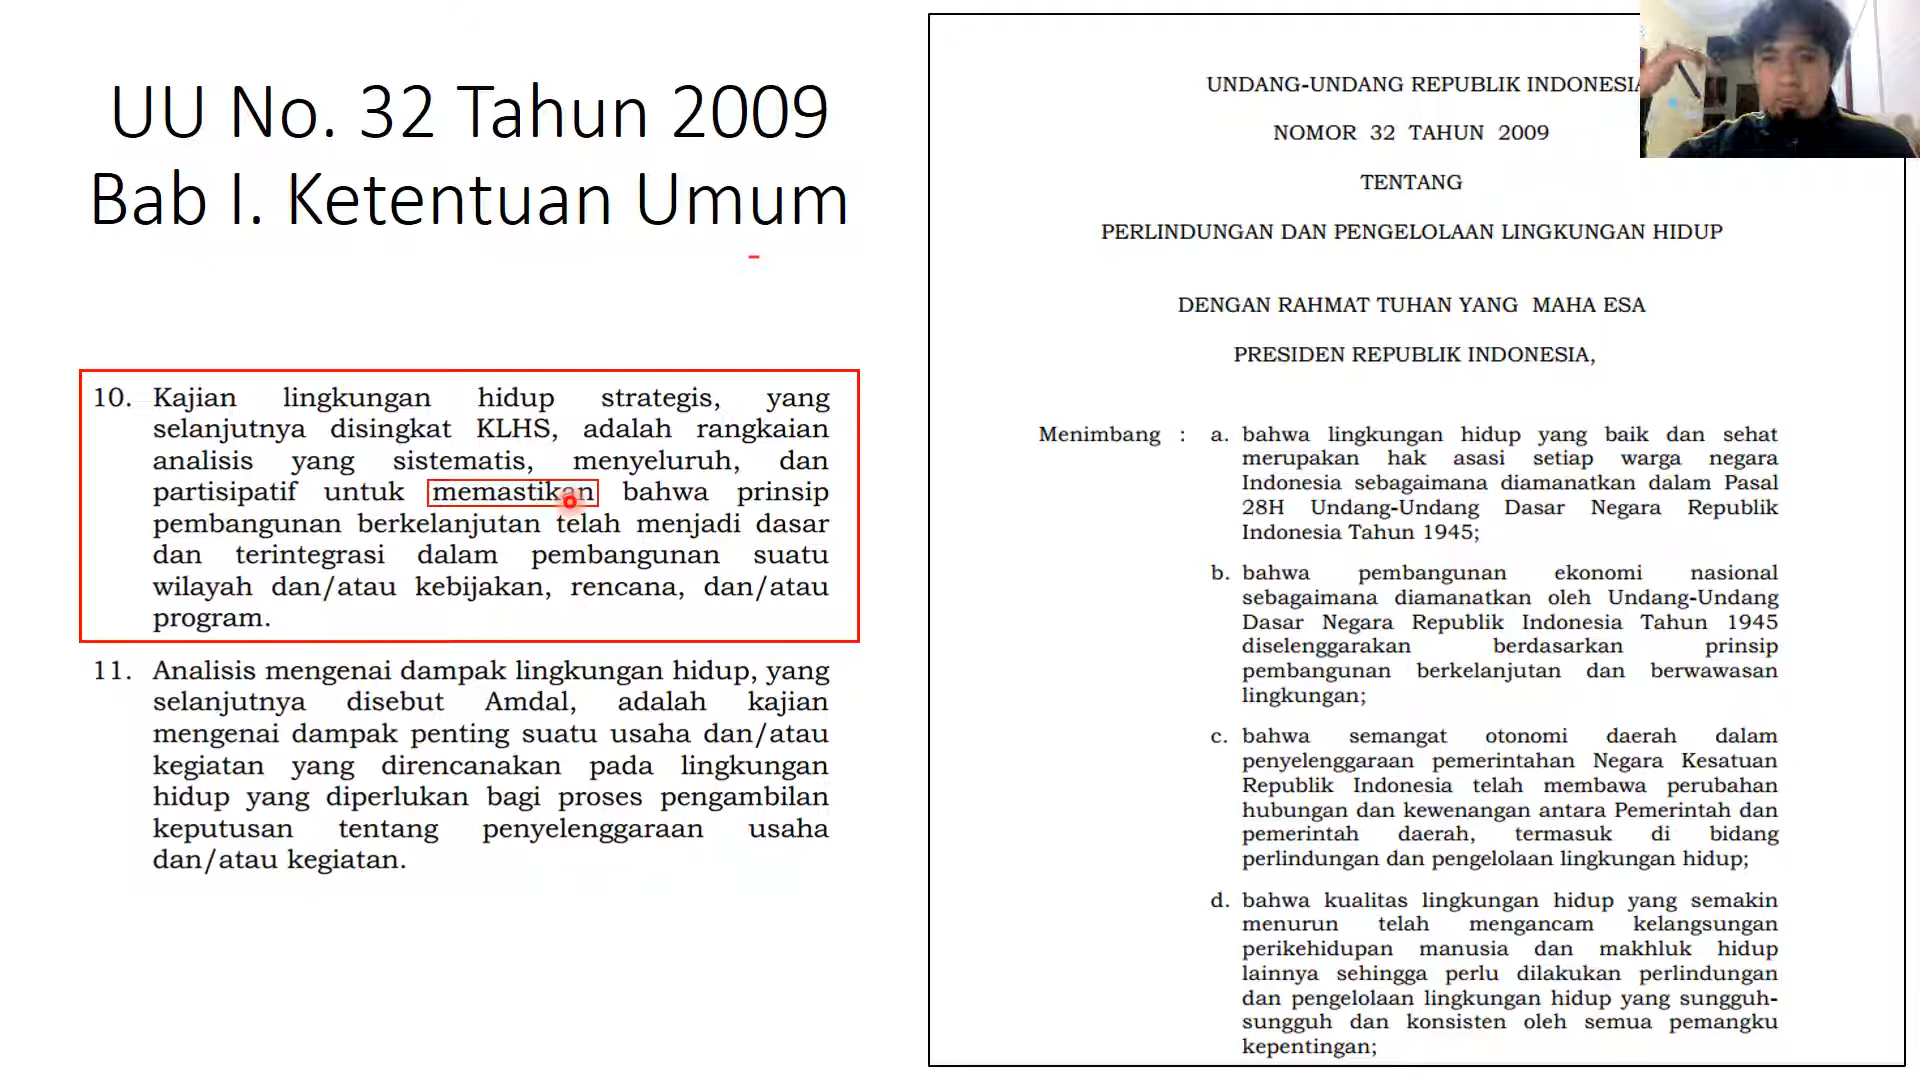 UU No. 32 Tahun 2009
Bab I. Ketentuan Umum
10. Kajian lingkungan hidup strategis, yang
selanjutnya disingkat KLHS, adalah rangkaian
analisis yang sistematis, menyeluruh, dan
partisipatif untuk memastikan bahwa prinsip
pembangunan berkelanjutan telah menjadi dasar
dan terintegrasi dalam pembangunan suatu
wilayah dan/atau kebijakan, rencana, dan/atau
program.
11. Analisis mengenai dampak lingkungan hidup, yang
selanjutnya disebut Amdal, adalah kajian
mengenai dampak penting suatu usaha dan/atau
kegiatan yang direncanakan pada lingkungan
hidup yang diperlukan bagi proses pengambilan
keputusan tentang penyelenggaraan usaha
dan/atau kegiatan.
UNDANG-UNDANG REPUBLIK INDONESIA
NOMOR 32 TAHUN 2009
TENTANG
PERLINDUNGAN DAN PENGELOLAAN LINGKUNGAN HIDUP
DENGAN RAHMAT TUHAN YANG MAHA ESA
PRESIDEN REPUBLIK INDONESIA,
Menimbang : a. bahwa lingkungan hidup yang baik dan sehat
merupakan hak asasi setiap warga negara
Indonesia sebagaimana diamanatkan dalam Pasal
28H Undang-Undang Dasar Negara Republik
Indonesia Tahun 1945;
b. bahwa pembangunan ekonomi nasional
sebagaimana diamanatkan oleh Undang-Undang
Dasar Negara Republik Indonesia Tahun 1945
diselenggarakan berdasarkan prinsip
pembangunan berkelanjutan dan berwawasan
lingkungan;
c. bahwa semangat otonomi daerah dalam
penyelenggaraan pemerintahan Negara Kesatuan
Republik Indonesia telah membawa perubahan
hubungan dan kewenangan antara Pemerintah dan
pemerintah daerah, termasuk di bidang
perlindungan dan pengelolaan lingkungan hidup;
d. bahwa kualitas lingkungan hidup yang semakin
menurun telah mengancam kelangsungan
perikehidupan manusia dan makhluk hidup
lainnya sehingga perlu dilakukan perlindungan
dan pengelolaan lingkungan hidup yang sungguh-
sungguh dan konsisten oleh semua pemangku
kepentingan;